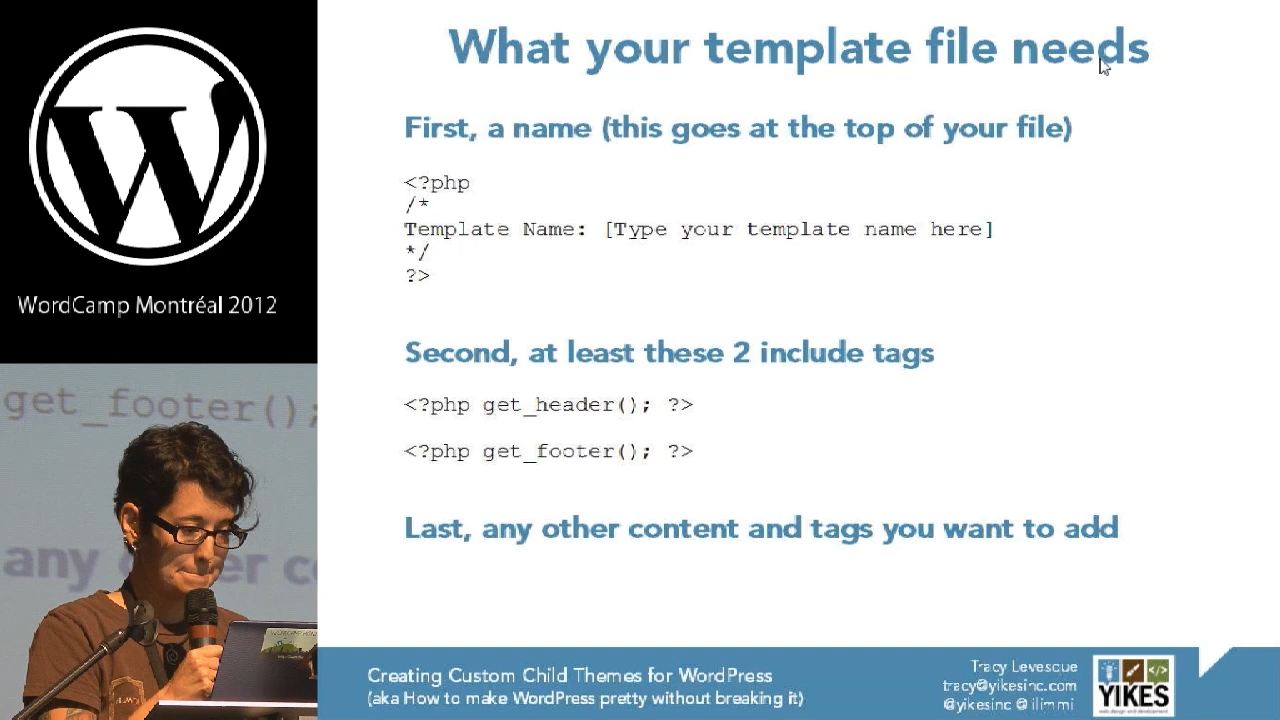 What your template file needs
First, a name (this goes at the top of your file)
<?php
/*
Template Name: [Type your template name here]
*/
?>
Second, at least these 2 include tags
<?php get_header(); ?>
<?php get_footer(); ?>
Last, any other content and tags you want to add
WordCamp Montréal 2012
get_footer();
any other c
Creating Custom Child Themes for WordPress
(aka How to make WordPress pretty without breaking it)
Tracy Levesque
tracy@yikesinc.com
@yikesinc @ilimmi
YIKES